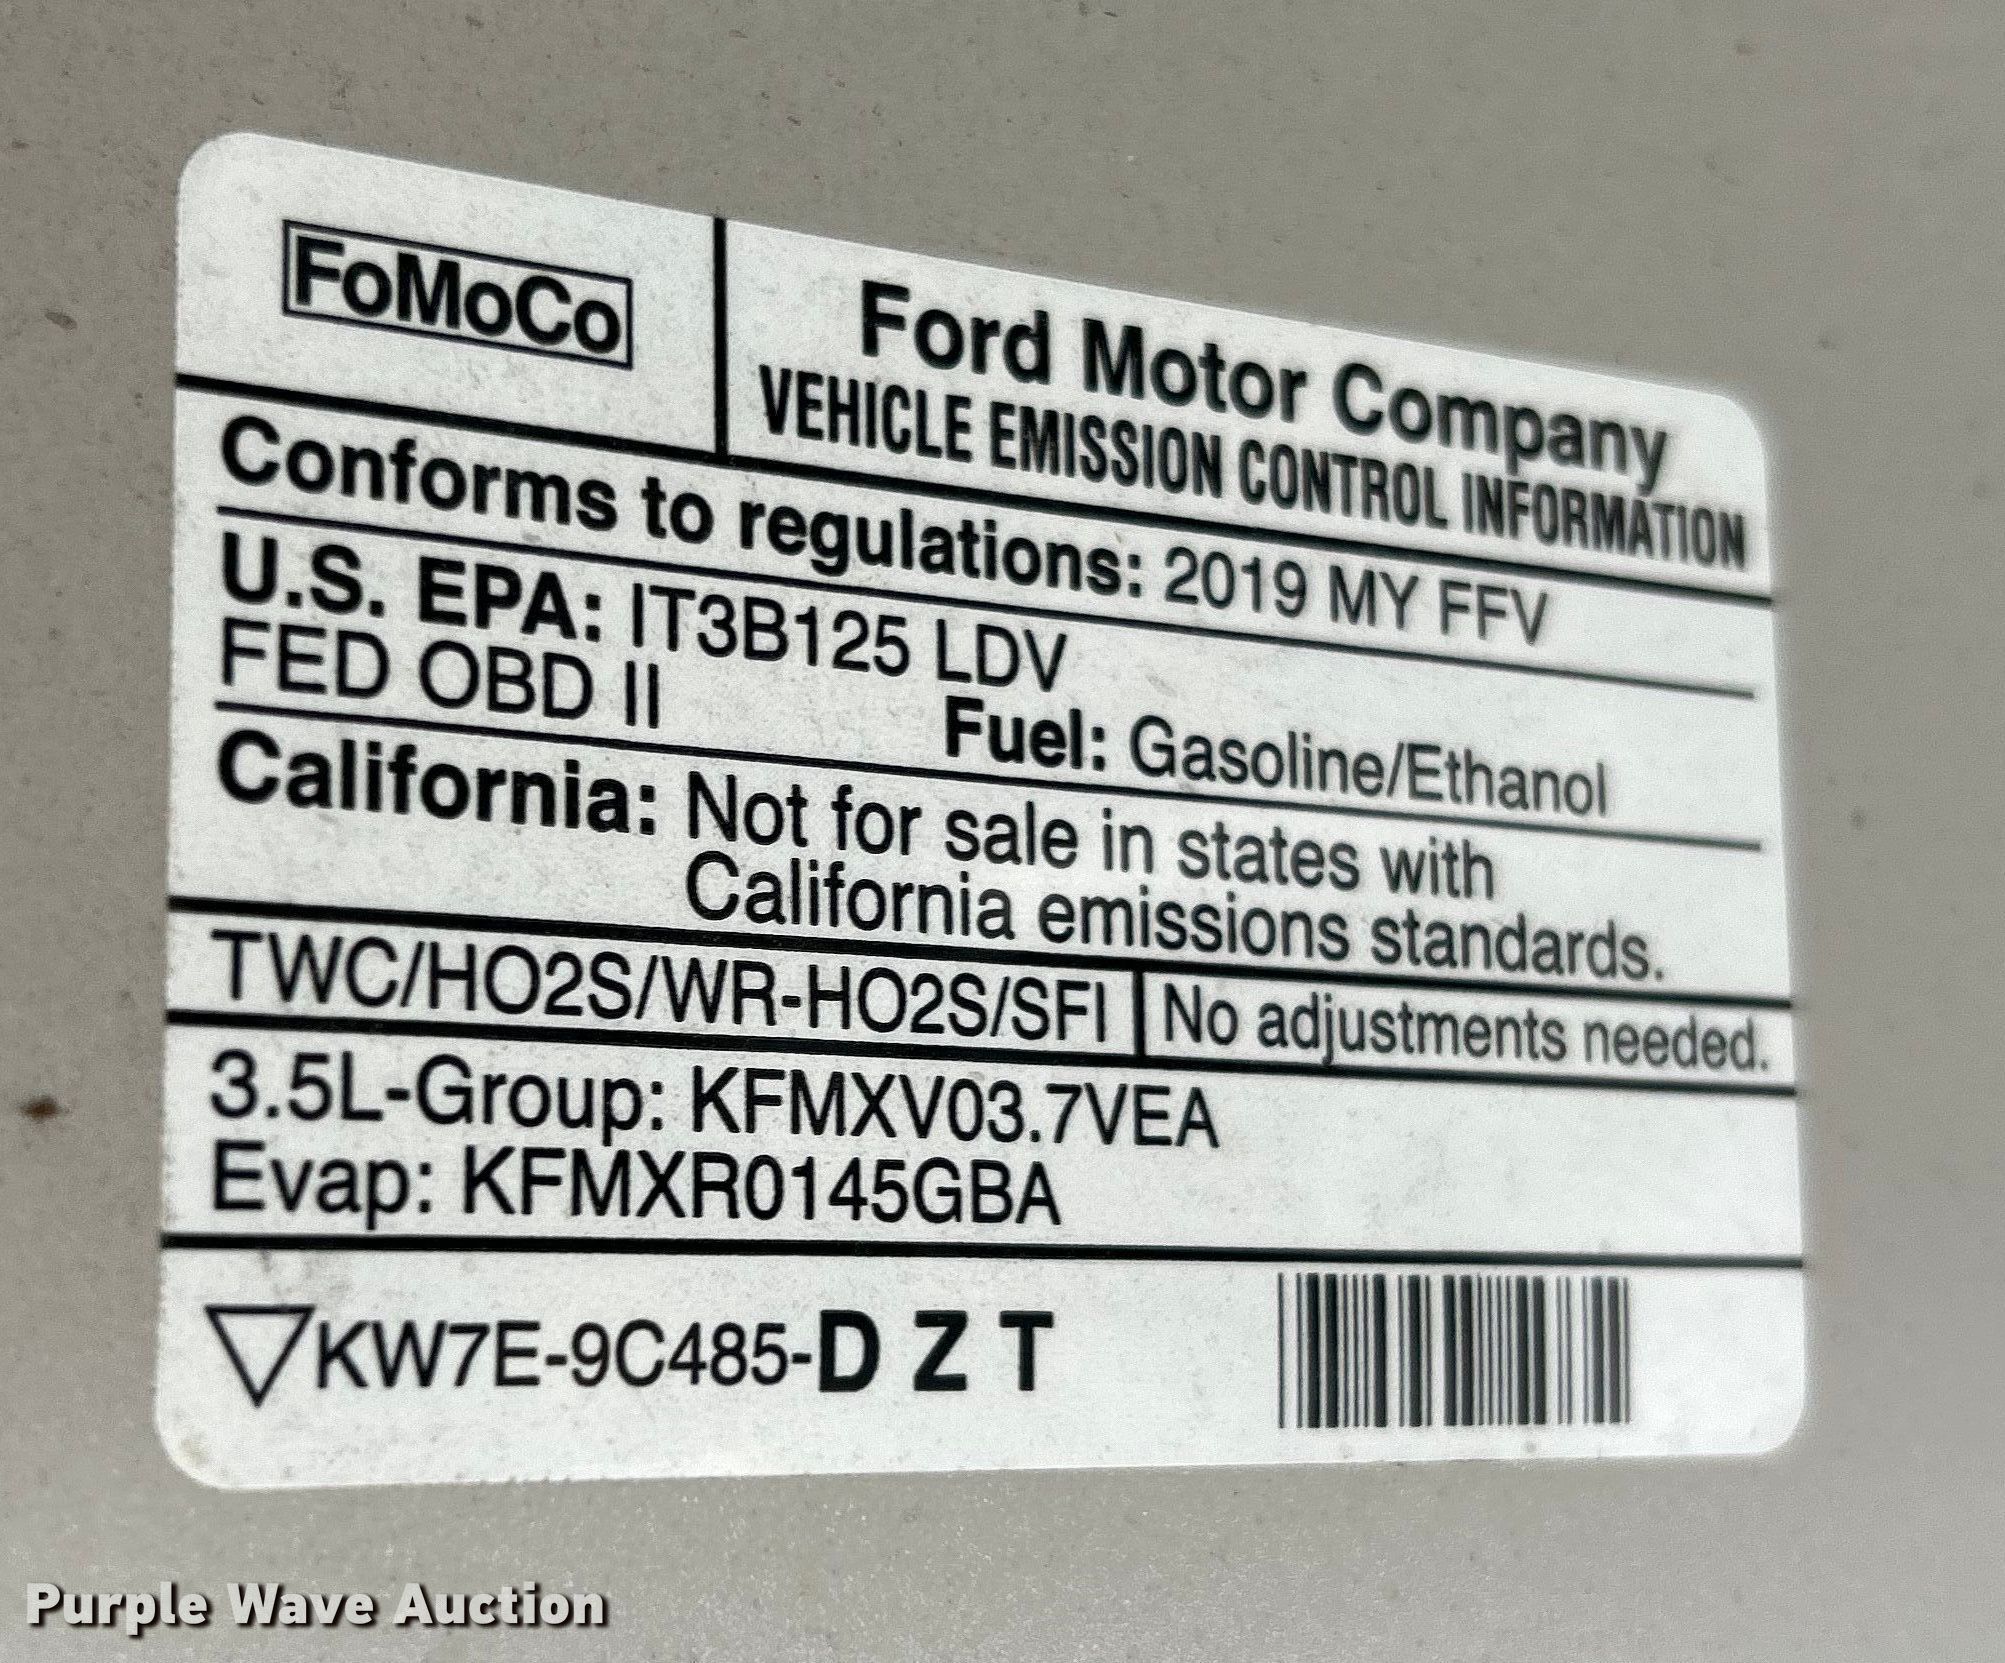 FoMoCo
Ford Motor Company
VEHICLE EMISSION CONTROL INFORMATION
Conforms to regulations: 2019 MY FFV
U.S. EPA: IT3B125 LDV
FED OBD II
Fuel: Gasoline/Ethanol
California: Not for sale in states with
California emissions standards.
TWC/HO2S/WR-HO2S/SFI
No adjustments needed.
3.5L-Group: KFMXV03.7VEA
Evap: KFMXR0145GBA
KW7E-9C485-D Z T
Purple Wave Auction